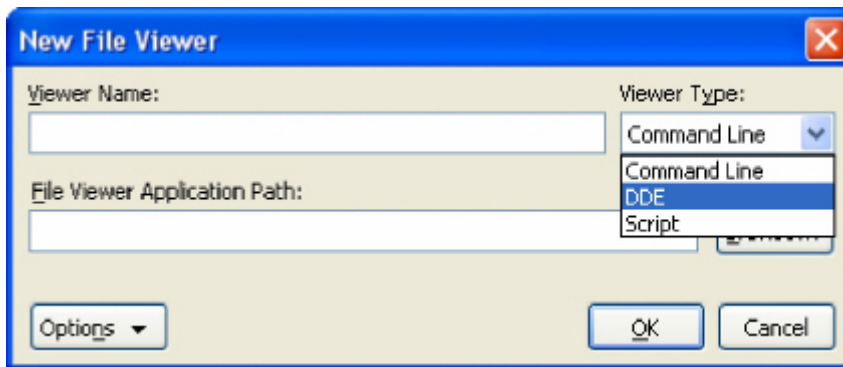 New File Viewer
Viewer Name:
Viewer Type:
Command Line
Command Line
DDE
Script
File Viewer Application Path:
Options
OK
Cancel